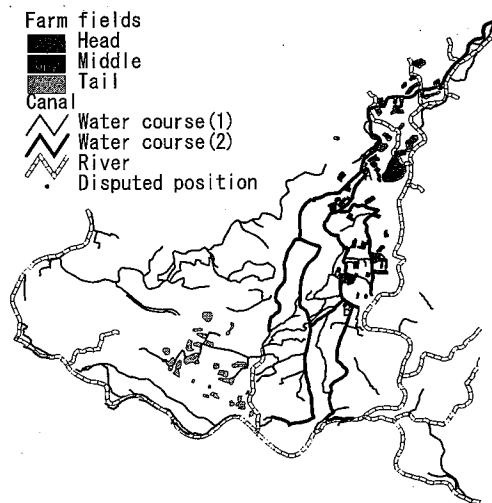 Farm fields
Head
Middle
Tail
Canal
Water course(1)
Water course(2)
River
Disputed position